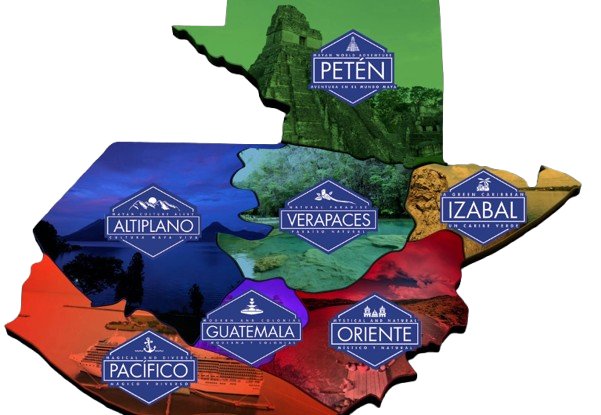 MAYAN WORLD ADVENTURE
PETÉN
AVENTURA EN EL MUNDO MAYA
MAYAN CULTURE ALIVE
ALTIPLANO
CULTURA MAYA VIVA
NATURAL PARADISE
VERAPACES
PARAÍSO NATURAL
A GREEN CARIBBEAN
IZABAL
UN CARIBE VERDE
MODERN AND COLONIAL
GUATEMALA
MODERNA Y COLONIAL
MYSTICAL AND NATURAL
ORIENTE
MÍSTICO Y NATURAL
MAGICAL AND DIVERSE
PACÍFICO
MÁGICO Y DIVERSO